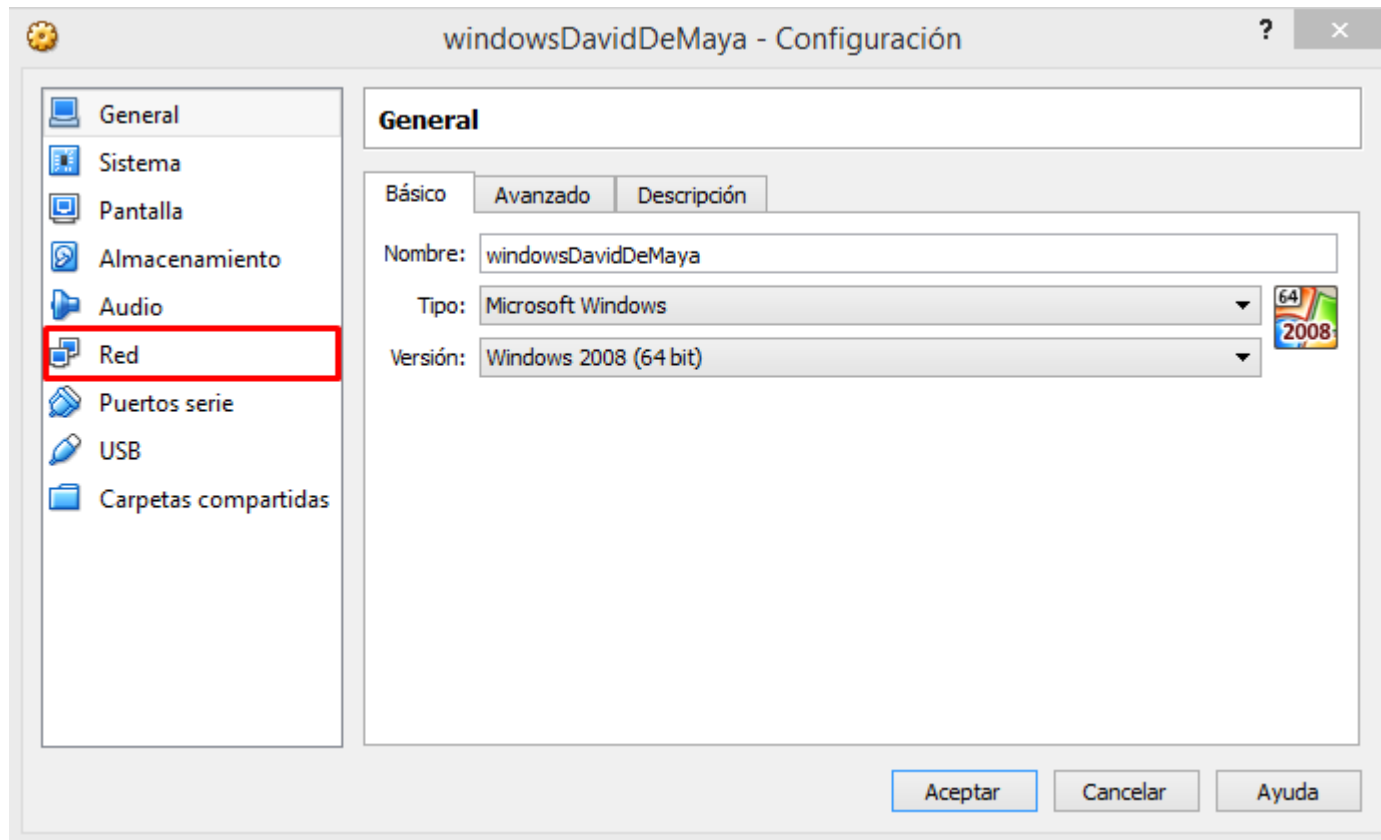 windowsDavidDeMaya - Configuración
?
×
General
Sistema
Pantalla
Almacenamiento
Audio
Red
Puertos serie
USB
Carpetas compartidas
General
Básico Avanzado Descripción
Nombre: windowsDavidDeMaya
Tipo: Microsoft Windows
Versión: Windows 2008 (64 bit)
64
2008
Aceptar Cancelar Ayuda